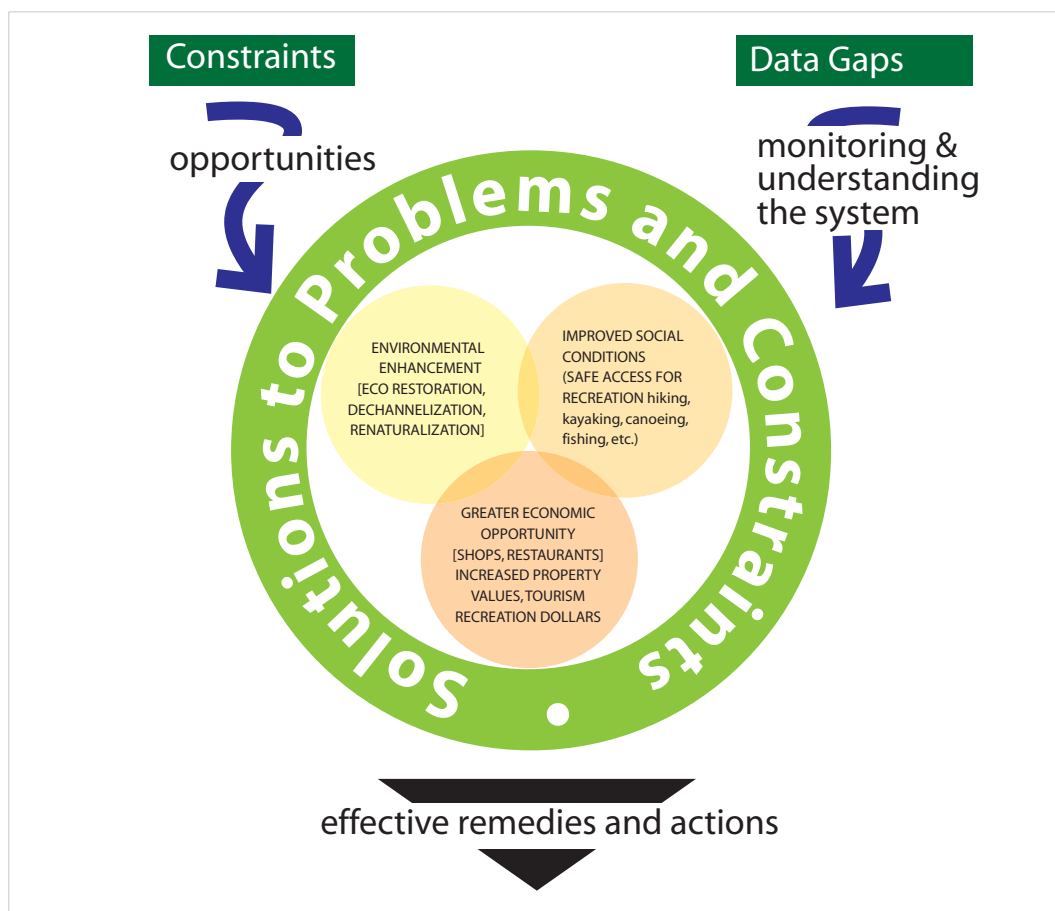 Constraints
Data Gaps
opportunities
monitoring &
understanding
the system
Solutions to Problems and Constraints •
ENVIRONMENTAL
ENHANCEMENT
[ECO RESTORATION,
DECHANNELIZATION,
RENATURALIZATION]
IMPROVED SOCIAL
CONDITIONS
(SAFE ACCESS FOR
RECREATION hiking,
kayaking, canoeing,
fishing, etc.)
GREATER ECONOMIC
OPPORTUNITY
[SHOPS, RESTAURANTS]
INCREASED PROPERTY
VALUES, TOURISM
RECREATION DOLLARS
effective remedies and actions